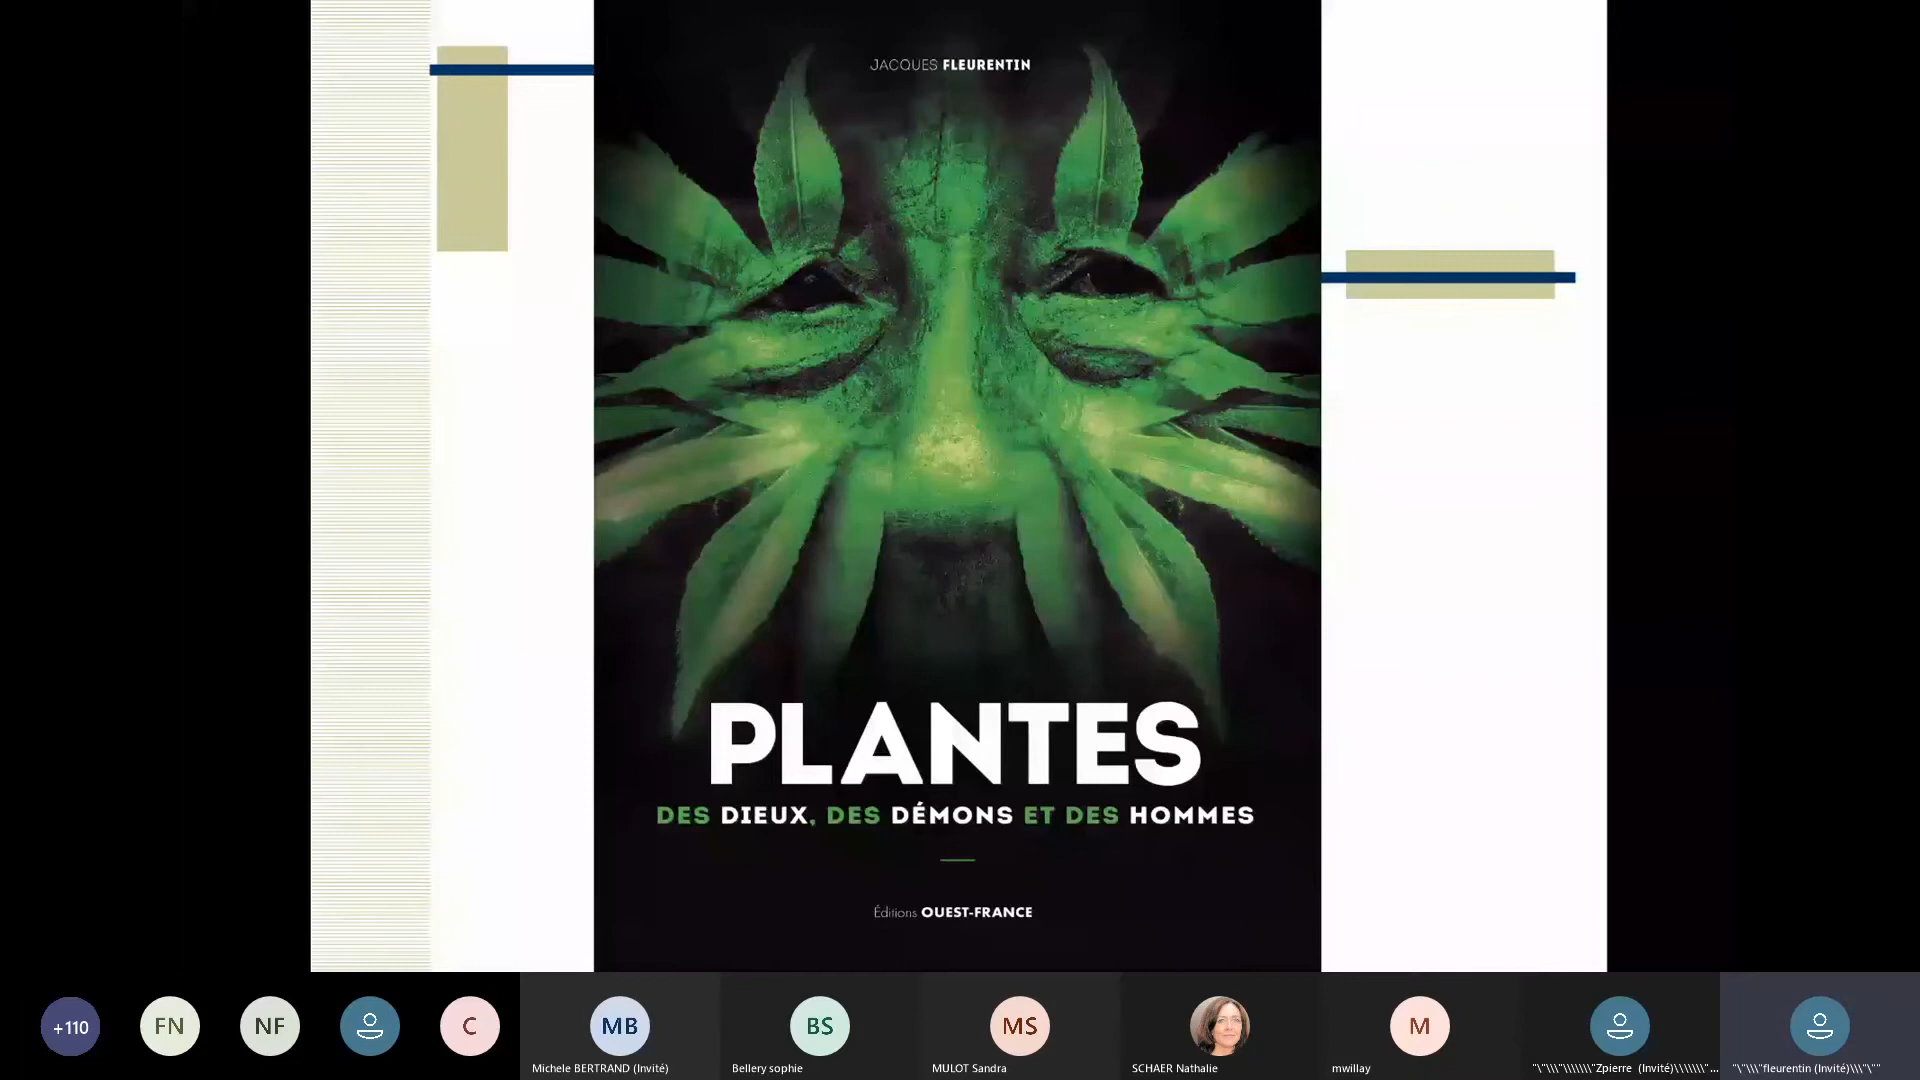 JACQUES FLEURENTIN
PLANTES
DES DIEUX, DES DÉMONS ET DES HOMMES
Éditions OUEST-FRANCE
+110
FN
NF
C
MB
BS
MS
M
Michele BERTRAND (Invité)
Bellery sophie
MULOT Sandra
SCHAER Nathalie
mwillay
"\"\\\"\\\\\\\"Zpierre (Invité)\\\\\\\"...
"\"\\\"fleurentin (Invité)\\\"\""